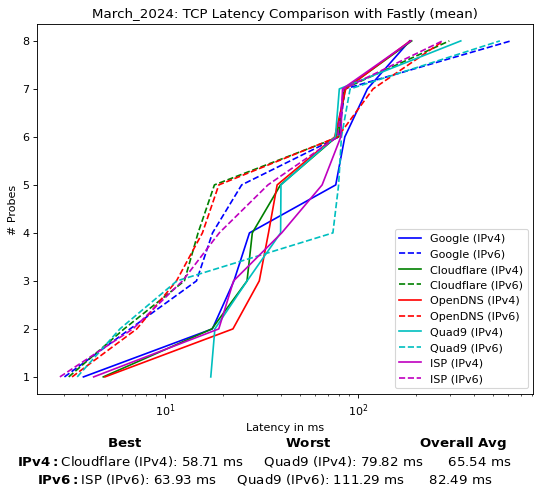 March_2024: TCP Latency Comparison with Fastly (mean)
8
7
6
5
4
3
2
1
# Probes
Google (IPv4)
Google (IPv6)
Cloudflare (IPv4)
Cloudflare (IPv6)
OpenDNS (IPv4)
OpenDNS (IPv6)
Quad9 (IPv4)
Quad9 (IPv6)
ISP (IPv4)
ISP (IPv6)
10¹ 10²
Latency in ms
Best Worst Overall Avg
IPv4: Cloudflare (IPv4): 58.71 ms Quad9 (IPv4): 79.82 ms 65.54 ms
IPv6: ISP (IPv6): 63.93 ms Quad9 (IPv6): 111.29 ms 82.49 ms